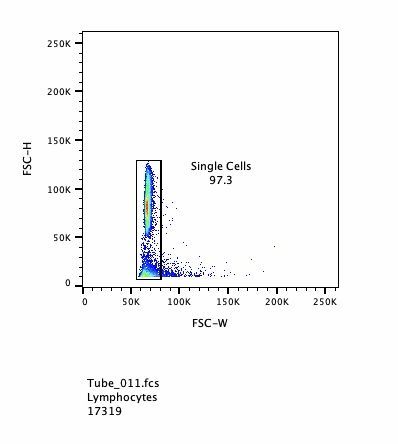 250K
200K
150K
100K
50K
0
FSC-H
Single Cells
97.3
0 50K 100K 150K 200K 250K
FSC-W
Tube_011.fcs
Lymphocytes
17319